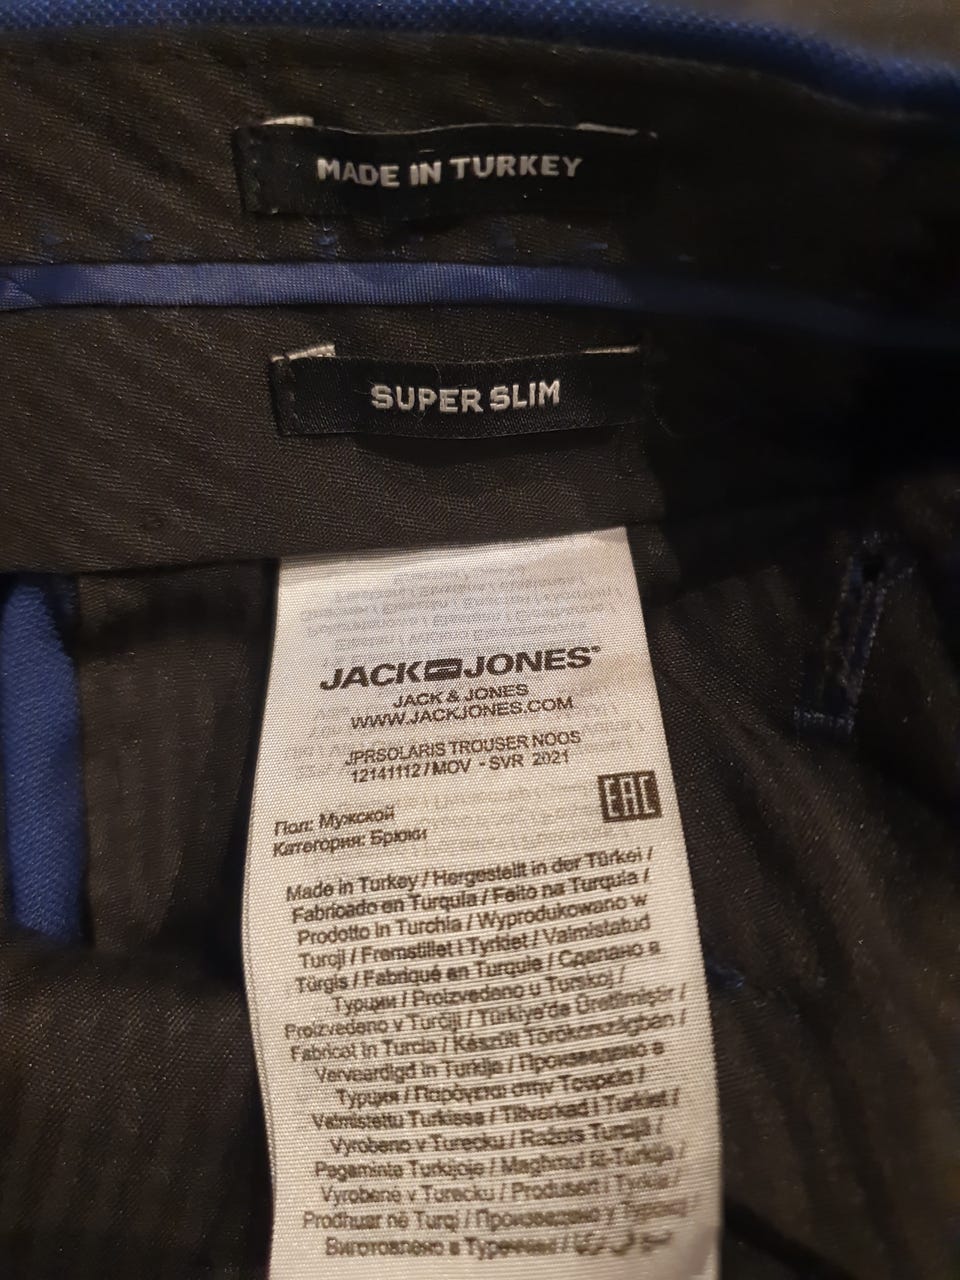 MADE IN TURKEY
SUPER SLIM
JACK JONES
JACK & JONES
WWW.JACKJONES.COM
JPRSOLARIS TROUSER NOOS
12141112 / MOV - SVR 2021
EAC
Пол: Мужской
Категория: Брюки
Made in Turkey / Hergestellt in der Türkei /
Fabricado en Turquía / Feito na Turquia /
Prodotto in Turchia / Wyprodukowano w
Turcji / Fremstillet i Tyrkiet / Valmistatud
Türgis / Fabriqué en Turquie / Сделано в
Турции / Proizvedeno u Turskoj /
Proizvedeno v Turčiji / Türkiye'de Üretilmiştir /
Fabricat in Turcia / Készült Törökországban /
Vervaardigd in Turkije / Произведено в
Турция / Παράγεται στην Τουρκία /
Valmistettu Turkissa / Tillverkad i Turkiet /
Vyrobeno v Turecku / Ražots Turcijā /
Pagaminta Turkijoje / Magħmul fit-Turkija /
Vyrobené v Turecku / Produsert i Tyrkia /
Prodhuar në Turqi / Произведено у Турској /
Виготовлено в Туреччині /